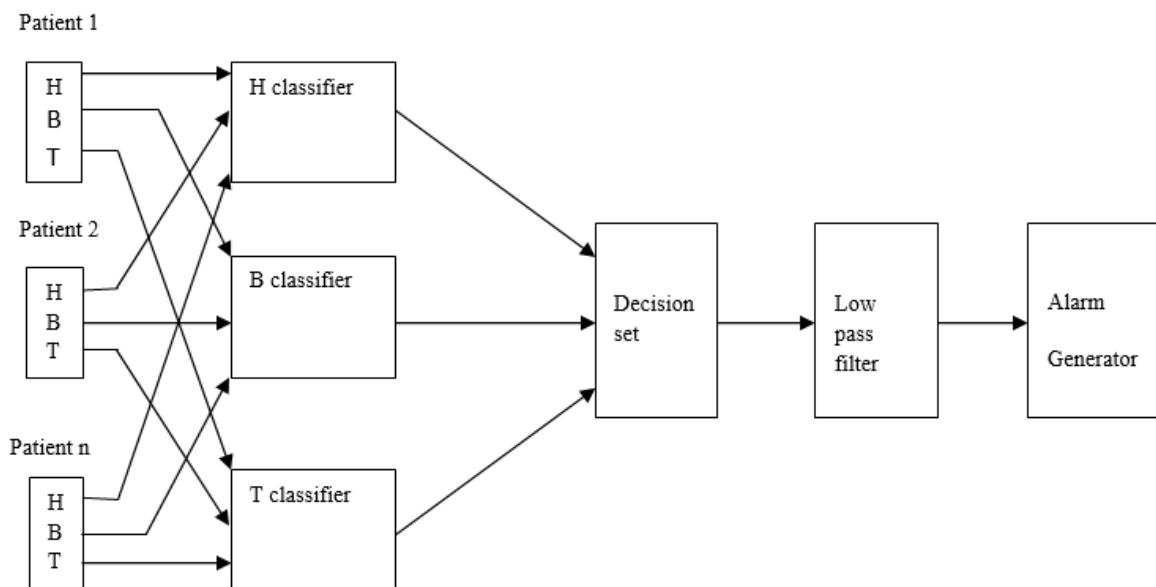 Patient 1
H
B
T
Patient 2
H
B
T
Patient n
H
B
T
H classifier
B classifier
T classifier
Decision
set
Low
pass
filter
Alarm
Generator